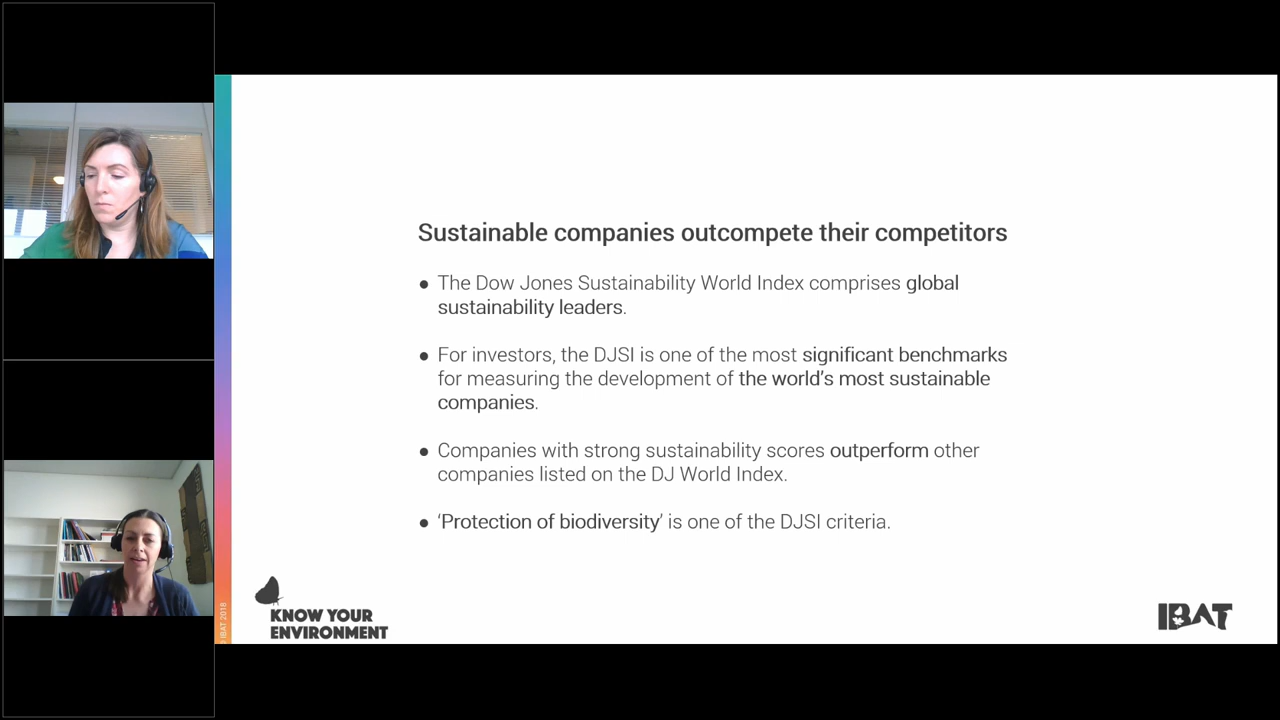 Sustainable companies outcompete their competitors
● The Dow Jones Sustainability World Index comprises global
sustainability leaders.
● For investors, the DJSI is one of the most significant benchmarks
for measuring the development of the world’s most sustainable
companies.
● Companies with strong sustainability scores outperform other
companies listed on the DJ World Index.
● ‘Protection of biodiversity’ is one of the DJSI criteria.
© IBAT 2018
KNOW YOUR
ENVIRONMENT
IBAT